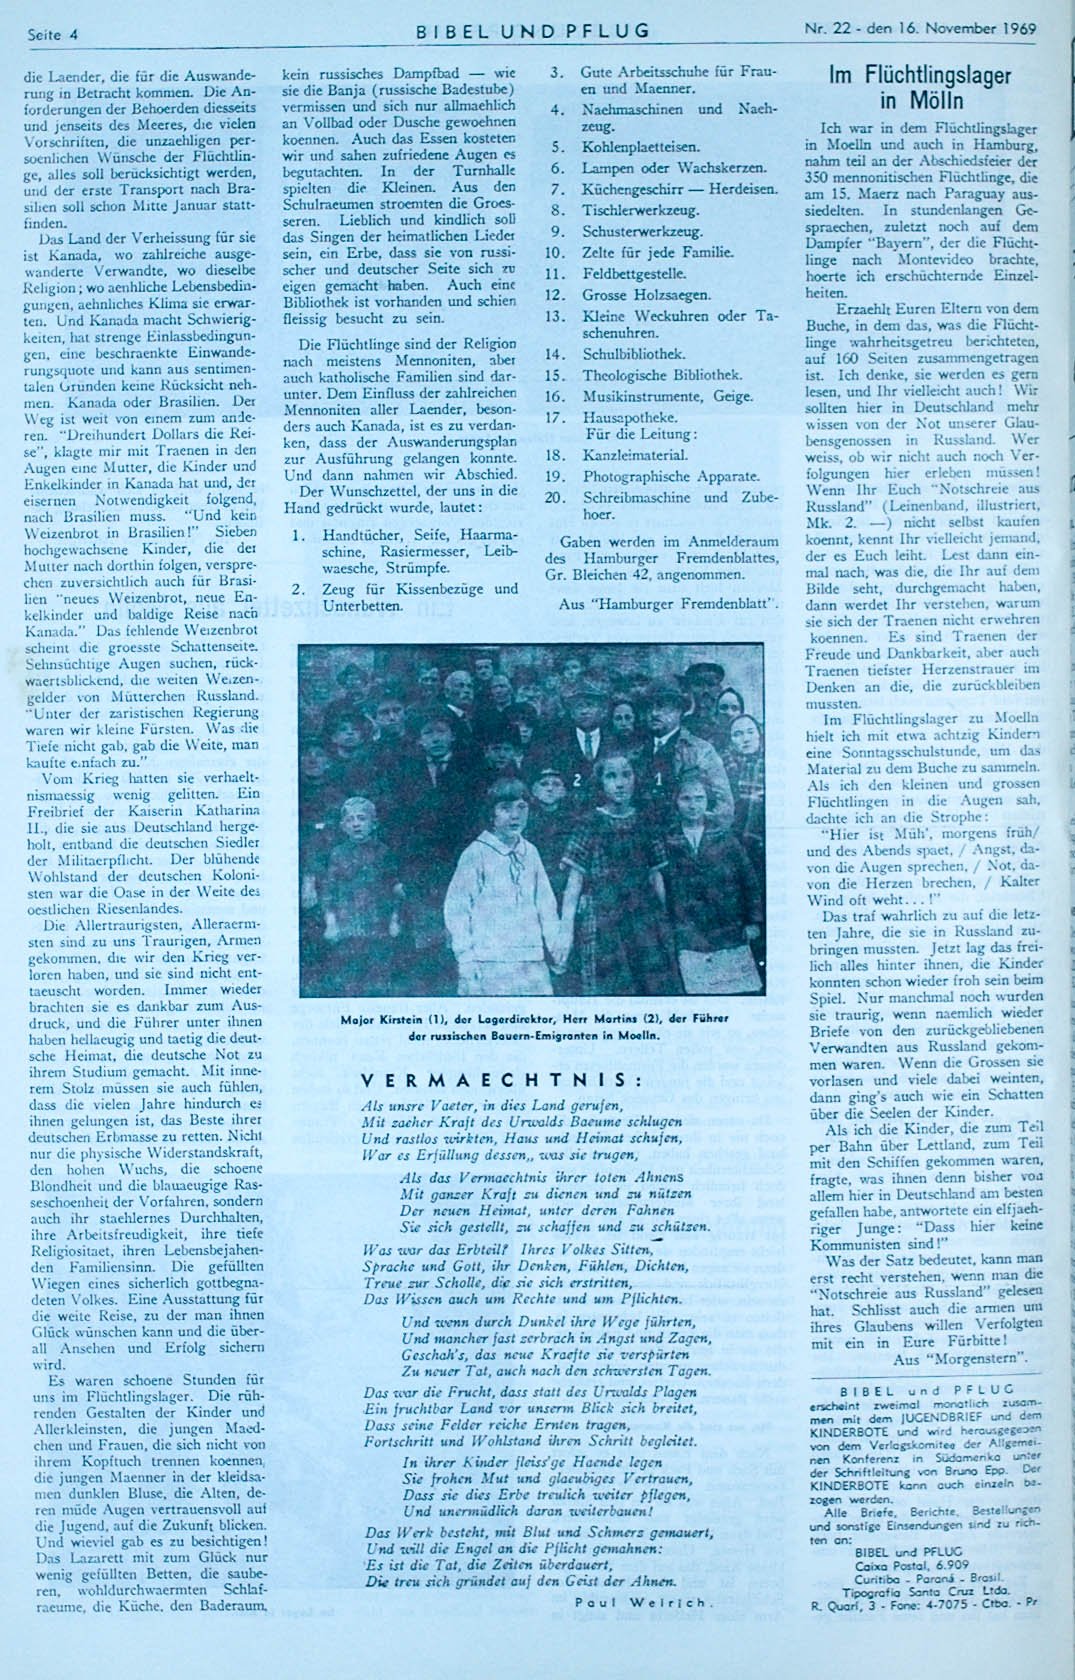 Seite 4
BIBEL UND PFLUG
Nr. 22 - den 16. November 1969
die Laender, die für die Auswande-
rung in Betracht kommen. Die An-
forderungen der Behoerden diesseits
und jenseits des Meeres, die vielen
Vorschriften, die unzaehligen per-
soenlichen Wünsche der Flüchtlin-
ge, alles soll berücksichtigt werden,
und der erste Transport nach Bra-
silien soll schon Mitte Januar statt-
finden.
Das Land der Verheissung für sie
ist Kanada, wo zahlreiche ausge-
wanderte Verwandte, wo dieselbe
Religion; wo aenhliche Lebensbedin-
gungen, aehnliches Klima sie erwar-
ten. Und Kanada macht Schwierig-
keiten, hat strenge Einlassbedingun-
gen, eine beschraenkte Einwande-
rungsquote und kann aus sentimen-
talen Gründen keine Rücksicht neh-
men. Kanada oder Brasilien. Der
Weg ist weit von einem zum ande-
ren. "Dreihundert Dollars die Rei-
se", klagte mir mit Traenen in den
Augen eine Mutter, die Kinder und
Enkelkinder in Kanada hat und, der
eisernen Notwendigkeit folgend,
nach Brasilien muss. "Und kein
Weizenbrot in Brasilien!" Sieben
hochgewachsene Kinder, die der
Mutter nach dorthin folgen, verspre-
chen zuversichtlich auch für Brasi-
lien "neues Weizenbrot, neue En-
kelkinder und baldige Reise nach
Kanada." Das fehlende Weizenbrot
scheint die groesste Schattenseite.
Sehnsüchtige Augen suchen, rück-
waertsblickend, die weiten Weizen-
gelder von Mütterchen Russland.
"Unter der zaristischen Regierung
waren wir kleine Fürsten. Was die
Tiefe nicht gab, gab die Weite, man
kaufte einfach zu."
Vom Krieg hatten sie verhaelt-
nismaessig wenig gelitten. Ein
Freibrief der Kaiserin Katharina
II., die sie aus Deutschland herge-
holt, entband die deutschen Siedler
der Militaerpflicht. Der blühende
Wohlstand der deutschen Koloni-
sten war die Oase in der Weite des
oestlichen Riesenlandes.
Die Allertraurigsten, Alleraerm-
sten sind zu uns Traurigen, Armen
gekommen, die wir den Krieg ver-
loren haben, und sie sind nicht ent-
taeuscht worden. Immer wieder
brachten sie es dankbar zum Aus-
druck, und die Führer unter ihnen
haben hellaeugig und taetig die deut-
sche Heimat, die deutsche Not zu
ihrem Studium gemacht. Mit inne-
rem Stolz müssen sie auch fühlen,
dass die vielen Jahre hindurch es
ihnen gelungen ist, das Beste ihrer
deutschen Erbmasse zu retten. Nicht
nur die physische Widerstandskraft,
den hohen Wuchs, die schoene
Blondheit und die blauaeugige Ras-
seschoenheit der Vorfahren, sondern
auch ihr staehlernes Durchhalten,
ihre Arbeitsfreudigkeit, ihre tiefe
Religiositaet, ihren Lebensbejahen-
den Familiensinn. Die gefüllten
Wiegen eines sicherlich gottbegna-
deten Volkes. Eine Ausstattung für
die weite Reise, zu der man ihnen
Glück wünschen kann und die über-
all Ansehen und Erfolg sichern
wird.
Es waren schoene Stunden für
uns im Flüchtlingslager. Die rüh-
renden Gestalten der Kinder und
Allerkleinsten, die jungen Maed-
chen und Frauen, die sich nicht von
ihrem Kopftuch trennen koennen,
die jungen Maenner in der kleidsa-
men dunklen Bluse, die Alten, de-
ren müde Augen vertrauensvoll auf
die Jugend, auf die Zukunft blicken.
Und wieviel gab es zu besichtigen!
Das Lazarett mit zum Glück nur
wenig gefüllten Betten, die saube-
ren, wohldurchwaermten Schlaf-
raeume, die Küche, den Baderaum,
kein russisches Dampfbad — wie
sie die Banja (russische Badestube)
vermissen und sich nur allmaehlich
an Vollbad oder Dusche gewoehnen
koennen. Auch das Essen kosteten
wir und sahen zufriedene Augen es
begutachten. In der Turnhalle
spielten die Kleinen. Aus den
Schulraeumen stroemten die Groes-
seren. Lieblich und kindlich soll
das Singen der heimatlichen Lieder
sein, ein Erbe, dass sie von russi-
scher und deutscher Seite sich zu
eigen gemacht haben. Auch eine
Bibliothek ist vorhanden und schien
fleissig besucht zu sein.
Die Flüchtlinge sind der Religion
nach meistens Mennoniten, aber
auch katholische Familien sind dar-
unter. Dem Einfluss der zahlreichen
Mennoniten aller Laender, beson-
ders auch Kanada, ist es zu verdan-
ken, dass der Auswanderungsplan
zur Ausführung gelangen konnte.
Und dann nahmen wir Abschied.
Der Wunschzettel, der uns in die
Hand gedrückt wurde, lautet:
1. Handtücher, Seife, Haarma-
schine, Rasiermesser, Leib-
waesche, Strümpfe.
2. Zeug für Kissenbezüge und
Unterbetten.
3. Gute Arbeitsschuhe für Frau-
en und Maenner.
4. Naehmaschinen und Naeh-
zeug.
5. Kohlenplaetteisen.
6. Lampen oder Wachskerzen.
7. Küchengeschirr — Herdeisen.
8. Tischlerwerkzeug.
9. Schusterwerkzeug.
10. Zelte für jede Familie.
11. Feldbettgestelle.
12. Grosse Holzsaegen.
13. Kleine Weckuhren oder Ta-
schenuhren.
14. Schulbibliothek.
15. Theologische Bibliothek.
16. Musikinstrumente, Geige.
17. Hausapotheke.
Für die Leitung:
18. Kanzleimaterial.
19. Photographische Apparate.
20. Schreibmaschine und Zube-
hoer.
Gaben werden im Anmelderaum
des Hamburger Fremdenblattes,
Gr. Bleichen 42, angenommen.
Aus "Hamburger Fremdenblatt".
2
1
Major Kirstein (1), der Lagerdirektor, Herr Martins (2), der Führer
der russischen Bauern-Emigranten in Moelln.
VERMAECHTNIS:
Als unsre Vaeter, in dies Land gerufen,
Mit zaeher Kraft des Urwalds Baeume schlugen
Und rastlos wirkten, Haus und Heimat schufen,
War es Erfüllung dessen,, was sie trugen,
Als das Vermaechtnis ihrer toten Ahnens
Mit ganzer Kraft zu dienen und zu nützen
Der neuen Heimat, unter deren Fahnen
Sie sich gestellt, zu schaffen und zu schützen.
Was war das Erbteil? Ihres Volkes Sitten,
Sprache und Gott, ihr Denken, Fühlen, Dichten,
Treue zur Scholle, die sie sich erstritten,
Das Wissen auch um Rechte und um Pflichten.
Und wenn durch Dunkel ihre Wege führten,
Und mancher fast zerbrach in Angst und Zagen,
Geschah's, das neue Kraefte sie verspürten
Zu neuer Tat, auch nach den schwersten Tagen.
Das war die Frucht, dass statt des Urwalds Plagen
Ein fruchtbar Land vor unserm Blick sich breitet,
Dass seine Felder reiche Ernten tragen,
Fortschritt und Wohlstand ihren Schritt begleitet.
In ihrer Kinder fleiss'ge Haende legen
Sie frohen Mut und glaeubiges Vertrauen,
Dass sie dies Erbe treulich weiter pflegen,
Und unermüdlich daran weiterbauen!
Das Werk besteht, mit Blut und Schmerz gemauert,
Und will die Engel an die Pflicht gemahnen:
Es ist die Tat, die Zeiten überdauert,
Die treu sich gründet auf den Geist der Ahnen.
Paul Weirich.
Im Flüchtlingslager
in Mölln
Ich war in dem Flüchtlingslager
in Moelln und auch in Hamburg,
nahm teil an der Abschiedsfeier der
350 mennonitischen Flüchtlinge, die
am 15. Maerz nach Paraguay aus-
siedelten. In stundenlangen Ge-
spraechen, zuletzt noch auf dem
Dampfer "Bayern", der die Flücht-
linge nach Montevideo brachte,
hoerte ich erschüchternde Einzel-
heiten.
Erzaehlt Euren Eltern von dem
Buche, in dem das, was die Flücht-
linge wahrheitsgetreu berichteten,
auf 160 Seiten zusammengetragen
ist. Ich denke, sie werden es gern
lesen, und Ihr vielleicht auch! Wir
sollten hier in Deutschland mehr
wissen von der Not unserer Glau-
bensgenossen in Russland. Wer
weiss, ob wir nicht auch noch Ver-
folgungen hier erleben müssen!
Wenn Ihr Euch "Notschreie aus
Russland" (Leinenband, illustriert,
Mk. 2. —) nicht selbst kaufen
koennt, kennt Ihr vielleicht jemand,
der es Euch leiht. Lest dann ein-
mal nach, was die, die Ihr auf dem
Bilde seht, durchgemacht haben,
dann werdet Ihr verstehen, warum
sie sich der Traenen nicht erwehren
koennen. Es sind Traenen der
Freude und Dankbarkeit, aber auch
Traenen tiefster Herzenstrauer im
Denken an die, die zurückbleiben
mussten.
Im Flüchtlingslager zu Moelln
hielt ich mit etwa achtzig Kindern
eine Sonntagsschulstunde, um das
Material zu dem Buche zu sammeln.
Als ich den kleinen und grossen
Flüchtlingen in die Augen sah,
dachte ich an die Strophe:
"Hier ist Müh', morgens früh/
und des Abends spaet, / Angst, da-
von die Augen sprechen, / Not, da-
von die Herzen brechen, / Kalter
Wind oft weht...!"
Das traf wahrlich zu auf die letz-
ten Jahre, die sie in Russland zu-
bringen mussten. Jetzt lag das frei-
lich alles hinter ihnen, die Kinder
konnten schon wieder froh sein beim
Spiel. Nur manchmal noch wurden
sie traurig, wenn naemlich wieder
Briefe von den zurückgebliebenen
Verwandten aus Russland gekom-
men waren. Wenn die Grossen sie
vorlasen und viele dabei weinten,
dann ging's auch wie ein Schatten
über die Seelen der Kinder.
Als ich die Kinder, die zum Teil
per Bahn über Lettland, zum Teil
mit den Schiffen gekommen waren,
fragte, was ihnen denn bisher von
allem hier in Deutschland am besten
gefallen habe, antwortete ein elfjaeh-
riger Junge: "Dass hier keine
Kommunisten sind!"
Was der Satz bedeutet, kann man
erst recht verstehen, wenn man die
"Notschreie aus Russland" gelesen
hat. Schlisst auch die armen um
ihres Glaubens willen Verfolgten
mit ein in Eure Fürbitte!
Aus "Morgenstern".
BIBEL und PFLUG
erscheint zweimal monatlich zusam-
men mit dem JUGENDBRIEF und dem
KINDERBOTE und wird herausgegeben
von dem Verlagskomitee der Allgemei-
nen Konferenz in Südamerika unter
der Schriftleitung von Bruno Epp. Der
KINDERBOTE kann auch einzeln be-
zogen werden.
Alle Briefe, Berichte, Bestellungen
und sonstige Einsendungen sind zu rich-
ten an:
BIBEL und PFLUG
Caixa Postal, 6.909
Curitiba - Paraná - Brasil.
Tipografia Santa Cruz Ltda.
R. Quari, 3 - Fone: 4-7075 - Ctba. - Pr